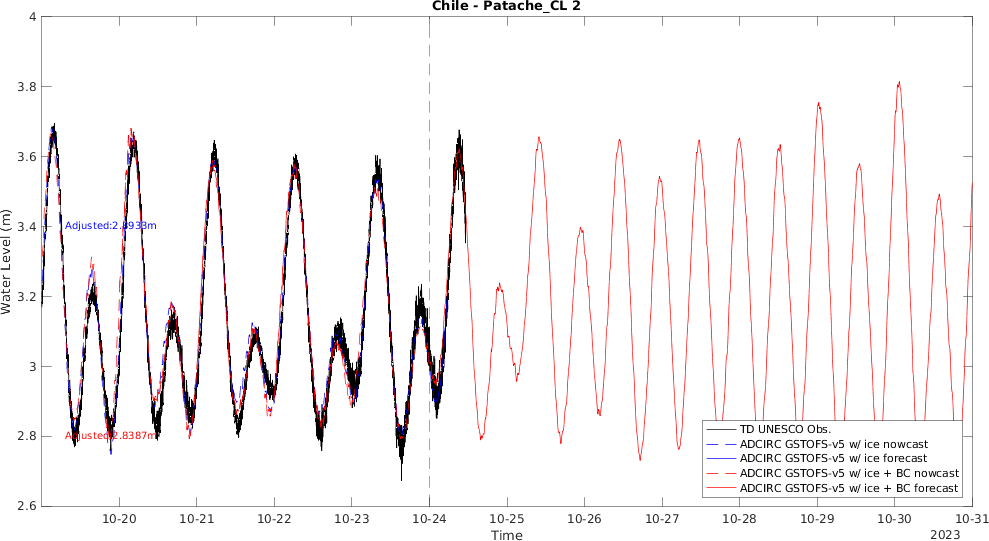 Chile - Patache_CL 2
Water Level (m)
4
3.8
3.6
3.4
3.2
3
2.8
2.6
Adjusted:2.8933m
Adjusted:2.8387m
TD UNESCO Obs.
ADCIRC GSTOFS-v5 w/ ice nowcast
ADCIRC GSTOFS-v5 w/ ice forecast
ADCIRC GSTOFS-v5 w/ ice + BC nowcast
ADCIRC GSTOFS-v5 w/ ice + BC forecast
10-20 10-21 10-22 10-23 10-24 10-25 10-26 10-27 10-28 10-29 10-30 10-31
Time
2023